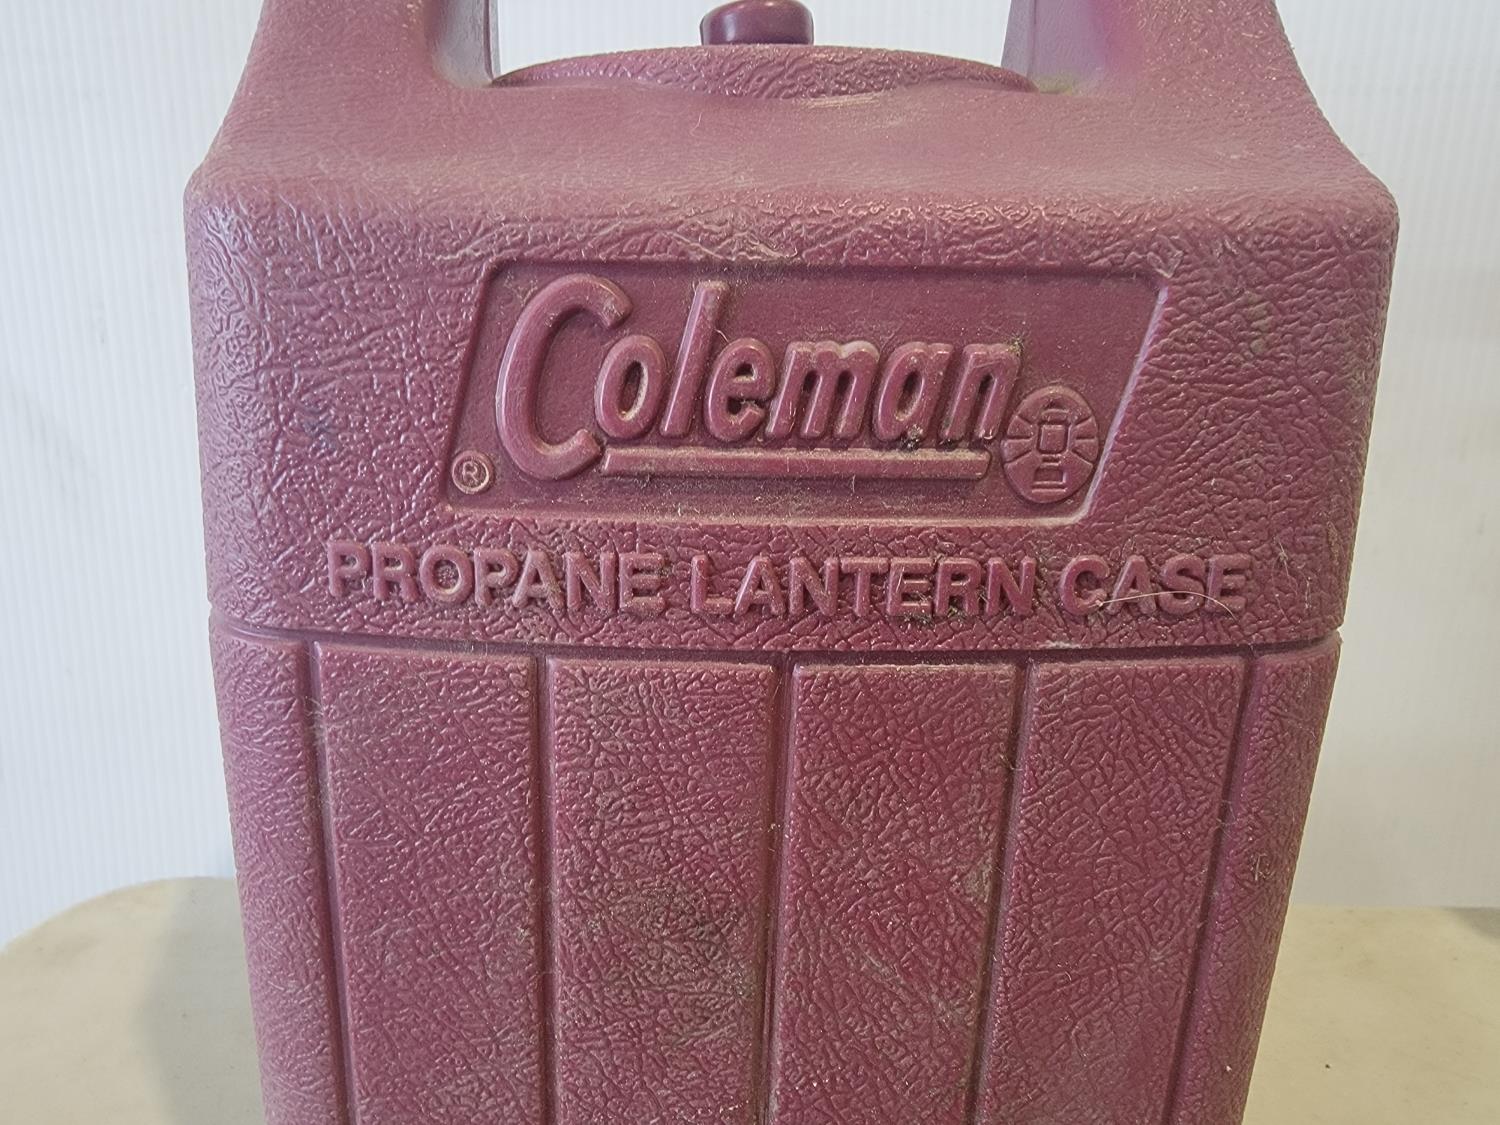 Coleman
®
PROPANE LANTERN CASE